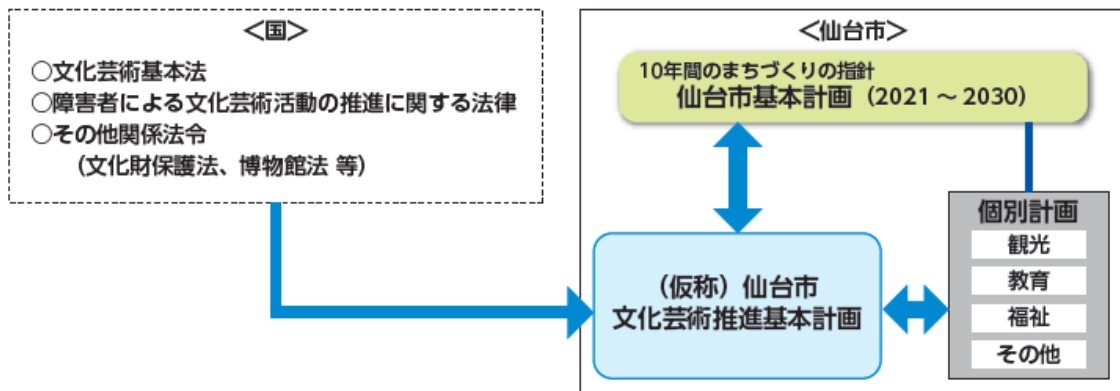 ＜国＞
○文化芸術基本法
○障害者による文化芸術活動の推進に関する法律
○その他関係法令
（文化財保護法、博物館法 等）
＜仙台市＞
10年間のまちづくりの指針
仙台市基本計画（2021 ～ 2030）
個別計画
観光
教育
福祉
その他
（仮称）仙台市
文化芸術推進基本計画